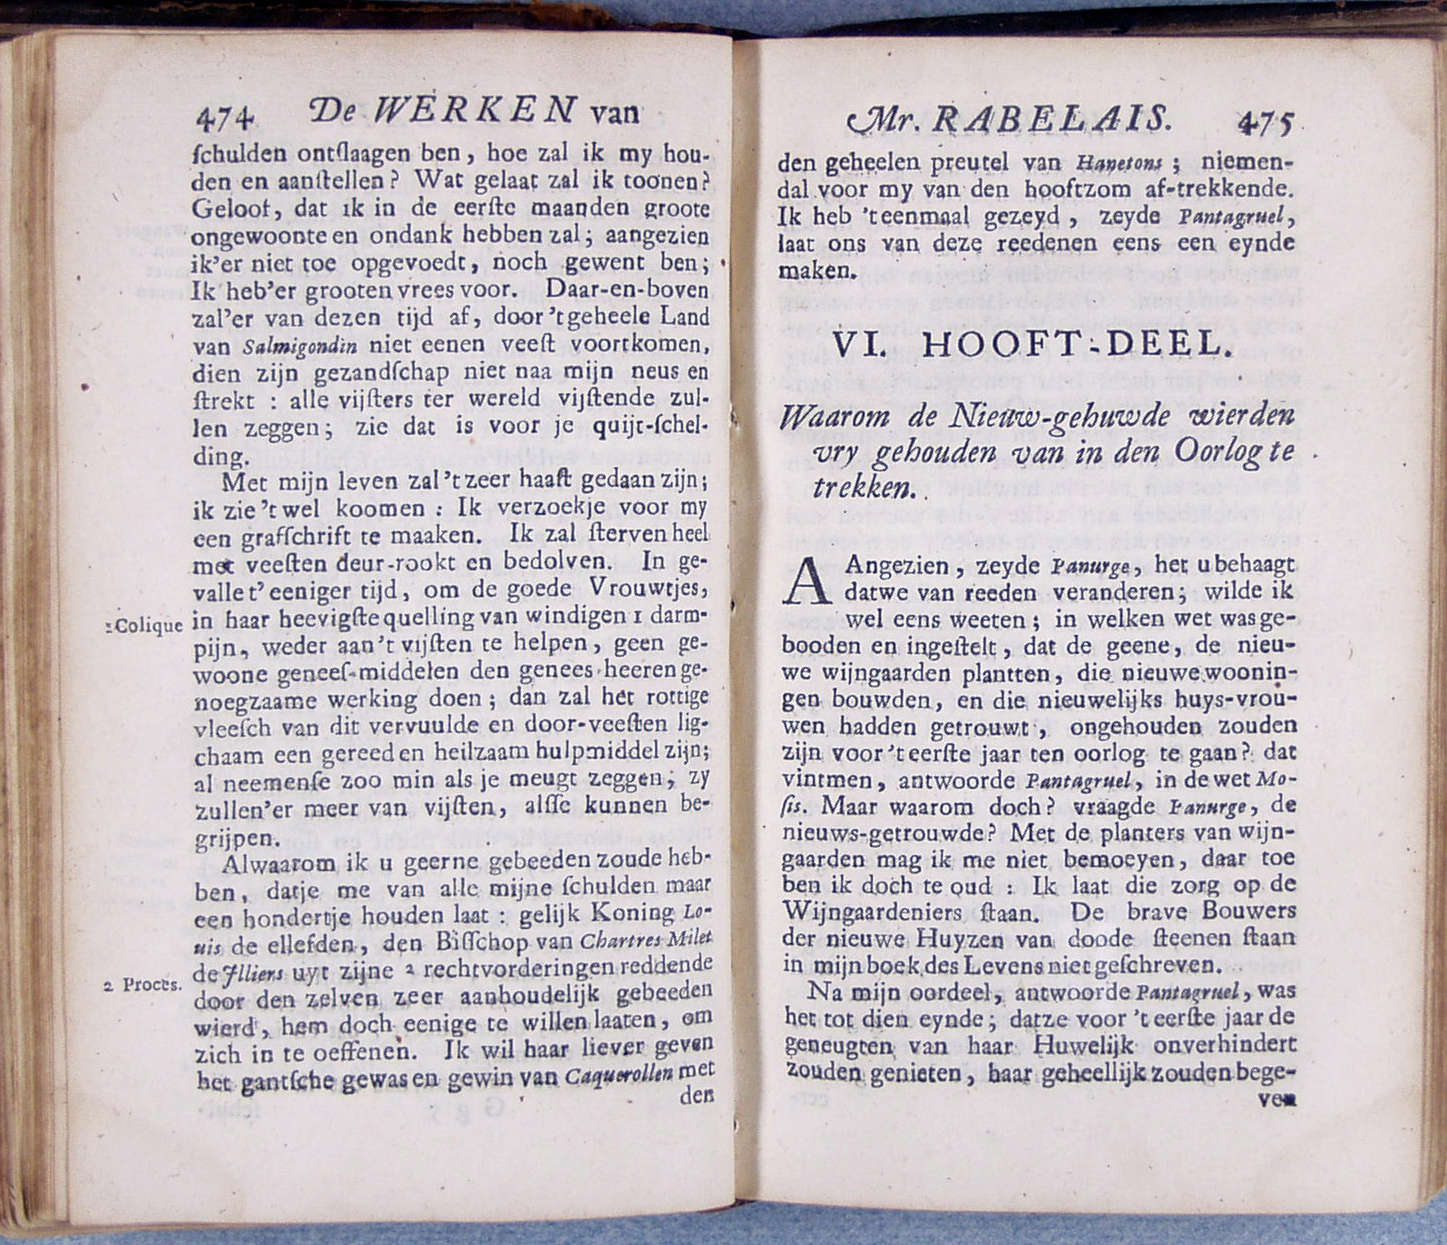 474 De WERKEN van
ſchulden ontſlaagen ben, hoe zal ik my hou-
den en aanſtellen? Wat gelaat zal ik toonen?
Geloof, dat ik in de eerſte maanden groote
ongewoonte en ondank hebben zal; aangezien
ik'er niet toe opgevoedt, noch gewent ben;
Ik heb'er grooten vrees voor. Daar-en-boven
zal'er van dezen tijd af, door 't geheele Land
van Salmigondin niet eenen veeſt voortkomen,
dien zijn gezandſchap niet naa mijn neus en
ſtrekt : alle vijſters ter wereld vijſtende zul-
len zeggen; zie dat is voor je quijt-ſchel-
ding.
Met mijn leven zal 't zeer haaſt gedaan zijn;
ik zie 't wel koomen : Ik verzoekje voor my
een grafſchrift te maaken. Ik zal ſterven heel
met veeſten deur-rookt en bedolven. In ge-
valle t' eeniger tijd, om de goede Vrouwtjes,
1 Colique
in haar heevigſte quelling van windigen 1 darm-
pijn, weder aan 't vijſten te helpen, geen ge-
woone geneeſ-middelen den genees-heeren ge-
noegzaame werking doen; dan zal het rottige
vleeſch van dit vervuulde en door-veeſten lig-
chaam een gereed en heilzaam hulpmiddel zijn;
al neemenſe zoo min als je meugt zeggen; zy
zullen'er meer van vijſten, alſſe kunnen be-
grijpen.
Alwaarom ik u geerne gebeeden zoude heb-
ben, datje me van alle mijne ſchulden maar
een hondertje houden laat : gelijk Koning Lo-
uis de ellefden, den Biſſchop van Chartres Milet
2 Proces.
de Jlliers uyt zijne 2 rechtvorderingen reddende
door den zelven zeer aanhoudelijk gebeeden
wierd, hem doch eenige te willen laaten, om
zich in te oeffenen. Ik wil haar liever geven
het gantſche gewas en gewin van Caquerollen met
den
Mr. RABELAIS. 475
den geheelen preutel van Hanetons; niemen-
dal voor my van den hooftzom af-trekkende.
Ik heb 't eenmaal gezeyd, zeyde Pantagruel,
laat ons van deze reedenen eens een eynde
maken.
VI. HOOFT-DEEL.
Waarom de Nieuw-gehuwde wierden
vry gehouden van in den Oorlog te
trekken.
AAngezien, zeyde Panurge, het u behaagt
datwe van reeden veranderen; wilde ik
wel eens weeten; in welken wet was ge-
booden en ingeſtelt, dat de geene, de nieu-
we wijngaarden plantten, die nieuwe woonin-
gen bouwden, en die nieuwelijks huys-vrou-
wen hadden getrouwt, ongehouden zouden
zijn voor 't eerſte jaar ten oorlog te gaan? dat
vintmen, antwoorde Pantagruel, in de wet Mo-
ſis. Maar waarom doch? vraagde Panurge, de
nieuws-getrouwde? Met de planters van wijn-
gaarden mag ik me niet bemoeyen, daar toe
ben ik doch te oud : Ik laat die zorg op de
Wijngaardeniers ſtaan. De brave Bouwers
der nieuwe Huyzen van doode ſteenen ſtaan
in mijn boek des Levens niet geſchreven.
Na mijn oordeel, antwoorde Pantagruel, was
het tot dien eynde; datze voor 't eerſte jaar de
geneugten van haar Huwelijk onverhindert
zouden genieten, haar geheellijk zouden bege-
ven